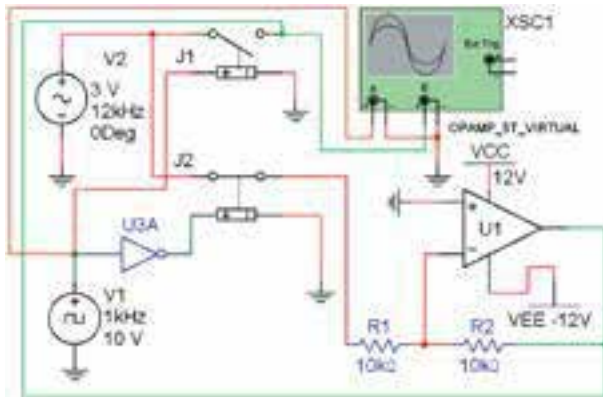 XSC1
V2
J1
Ext Trig
3 V
12kHz
0Deg
A
B
OPAMP_5T_VIRTUAL
J2
VCC
12V
U3A
U1
V1
1kHz
10 V
R1
R2
VEE -12V
10kΩ
10kΩ